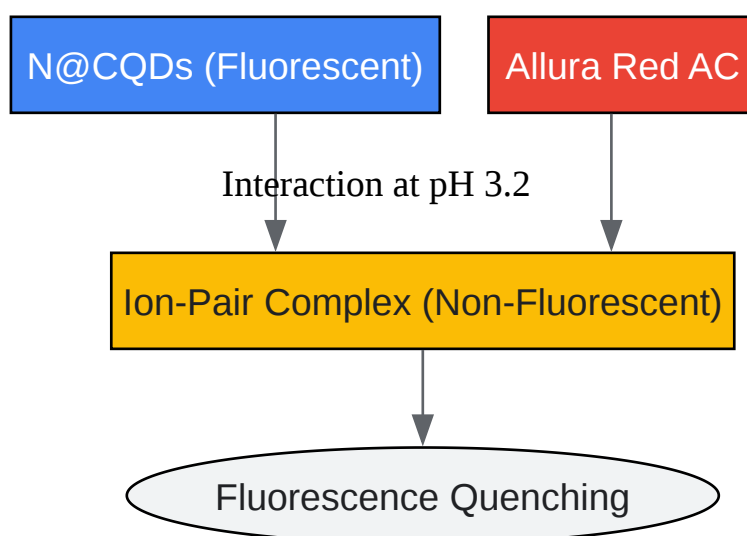 N@CQDs (Fluorescent)
Allura Red AC
Interaction at pH 3.2
Ion-Pair Complex (Non-Fluorescent)
Fluorescence Quenching